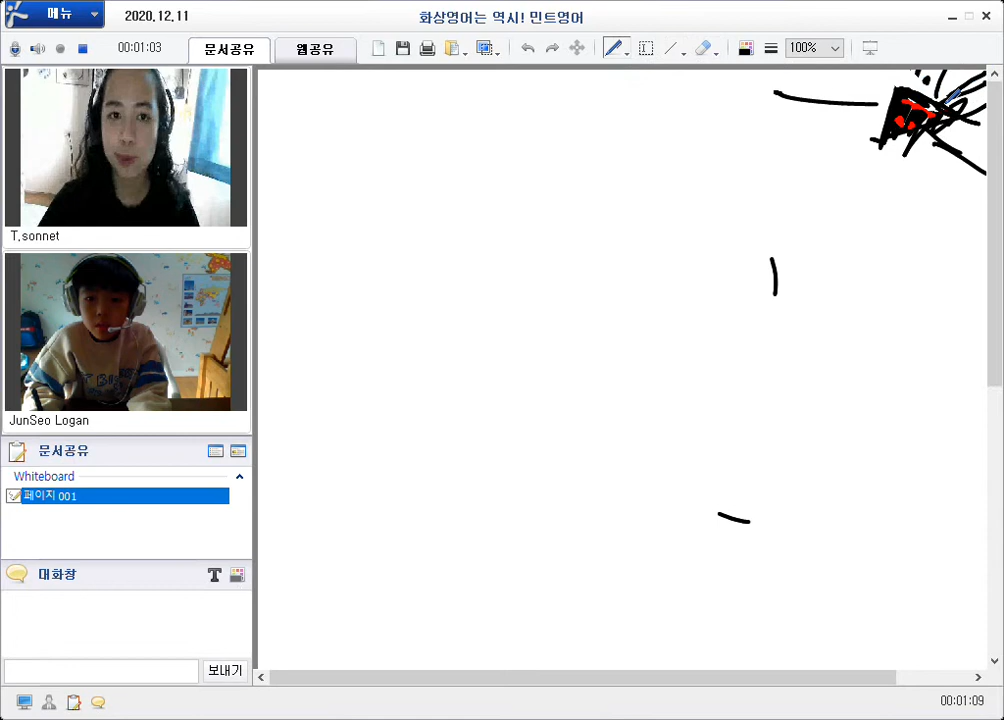 메뉴 2020.12.11 화상영어는 역시! 민트영어
00:01:03 문서공유 웹공유 100%
T.sonnet
JunSeo Logan
문서공유
Whiteboard
페이지 001
대화창 T
보내기
00:01:09